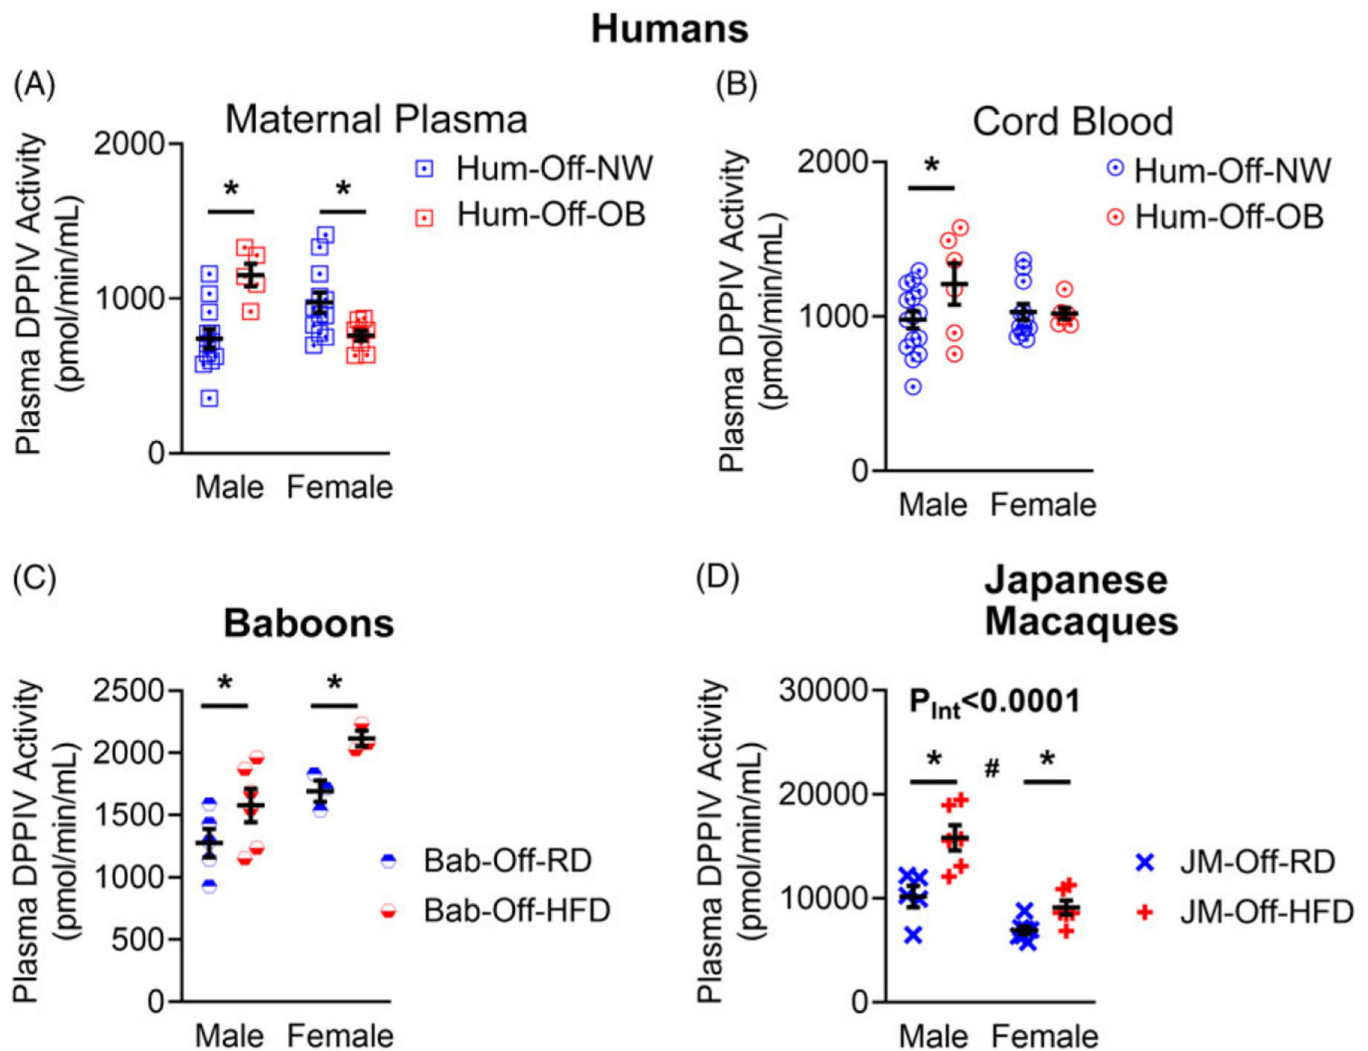 Humans
(A)
Maternal Plasma
Plasma DPPIV Activity
(pmol/min/mL)
2000
1000
0
*
*
Hum-Off-NW
Hum-Off-OB
Male Female
(B)
Cord Blood
Plasma DPPIV Activity
(pmol/min/mL)
2000
1000
0
*
Hum-Off-NW
Hum-Off-OB
Male Female
(C)
Baboons
Plasma DPPIV Activity
(pmol/min/mL)
2500
2000
1500
1000
500
0
*
*
Bab-Off-RD
Bab-Off-HFD
Male Female
(D)
Japanese
Macaques
Plasma DPPIV Activity
(pmol/min/mL)
30000
20000
10000
0
PInt<0.0001
* # *
JM-Off-RD
JM-Off-HFD
Male Female